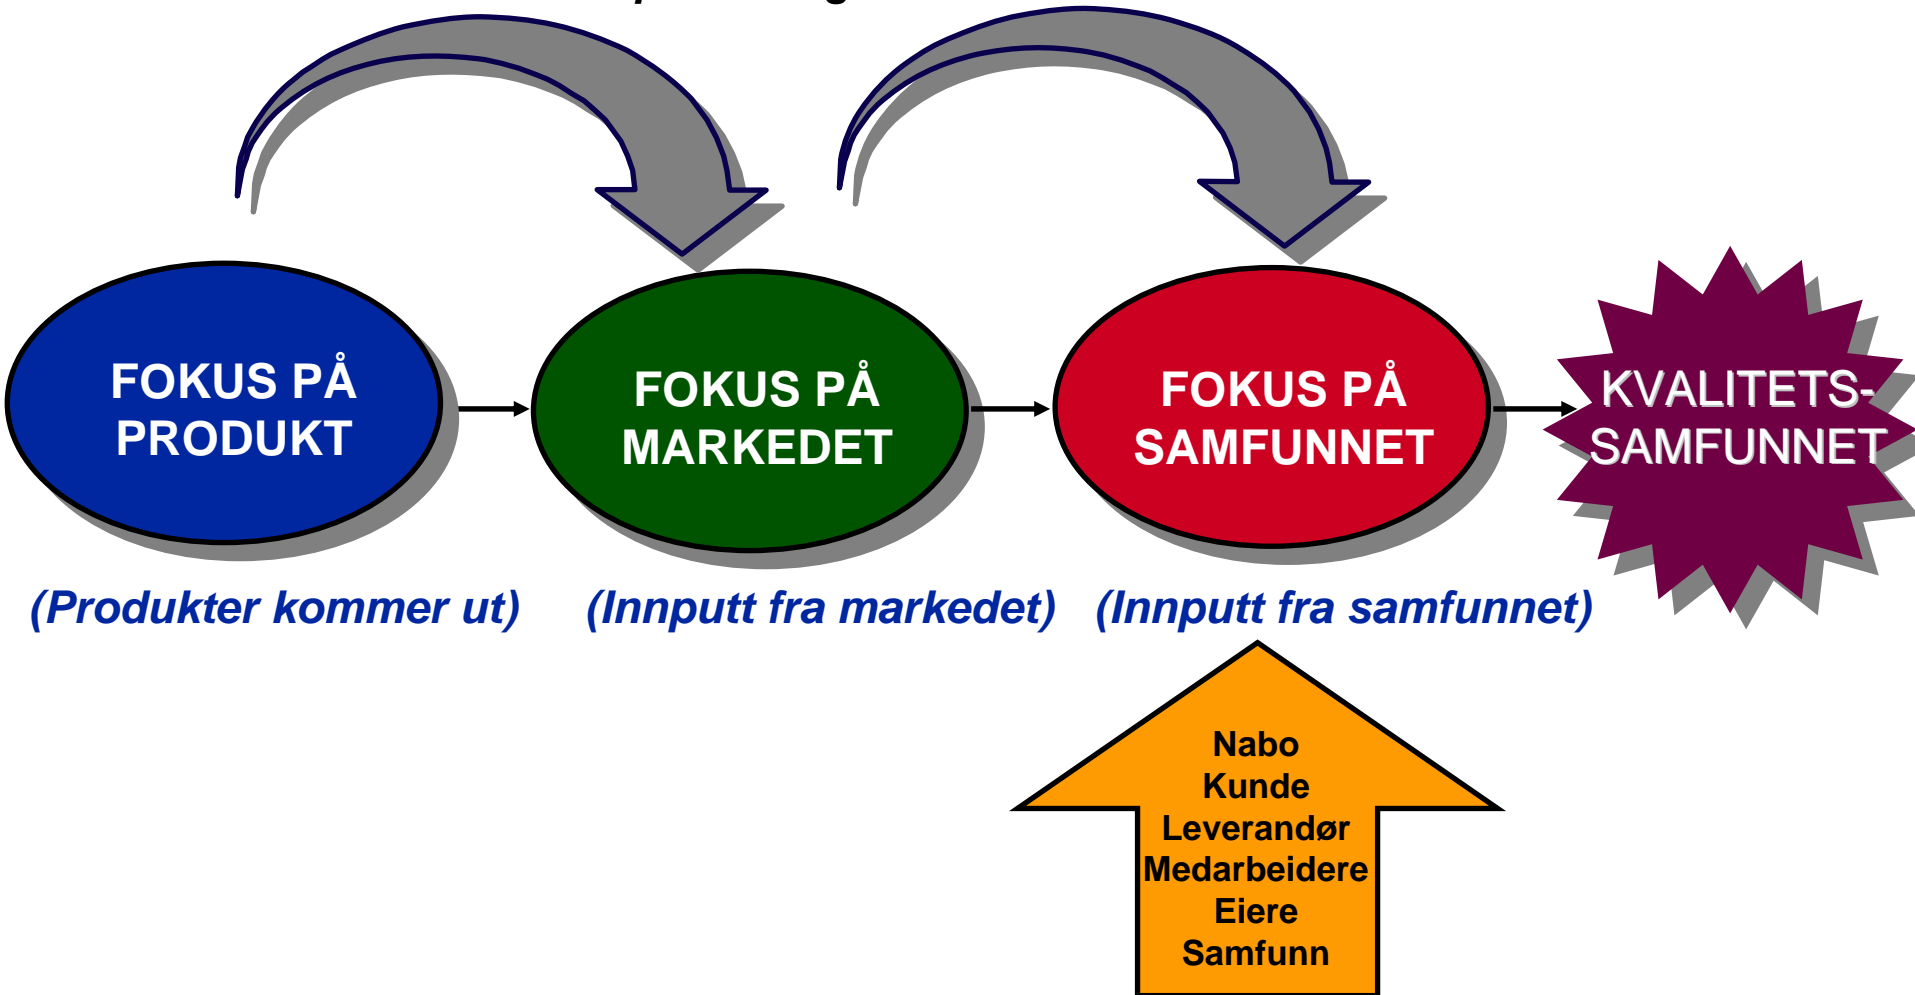 FOKUS PÅ
PRODUKT
FOKUS PÅ
MARKEDET
FOKUS PÅ
SAMFUNNET
KVALITETS-
SAMFUNNET
(Produkter kommer ut)
(Innputt fra markedet)
(Innputt fra samfunnet)
Nabo
Kunde
Leverandør
Medarbeidere
Eiere
Samfunn